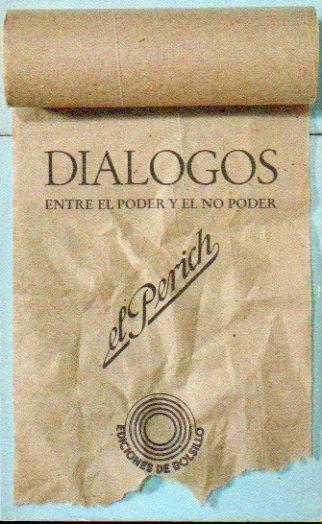 DIALOGOS
ENTRE EL PODER Y EL NO PODER
el Perich
EDICIONES DE BOLSILLO